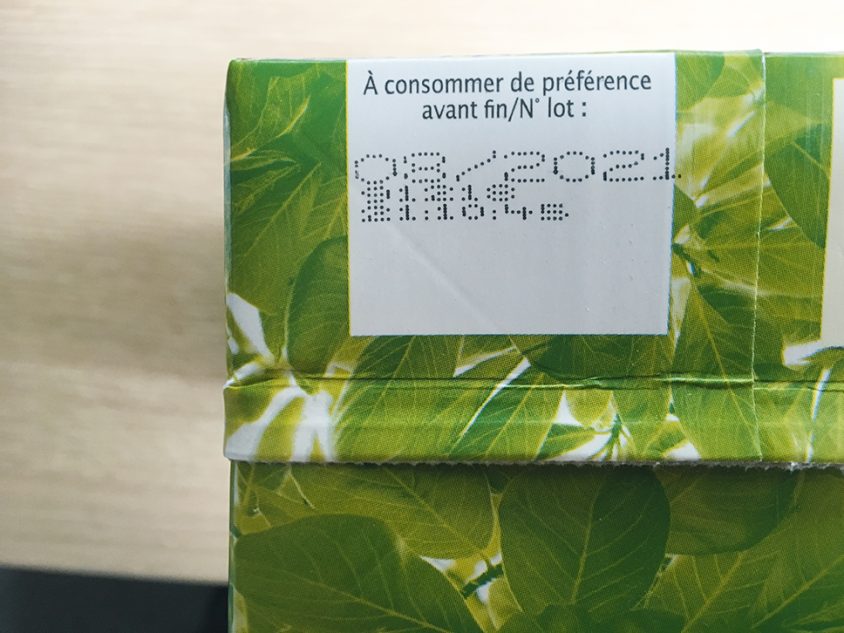 À consommer de préférence
avant fin/N° lot :
08/2021